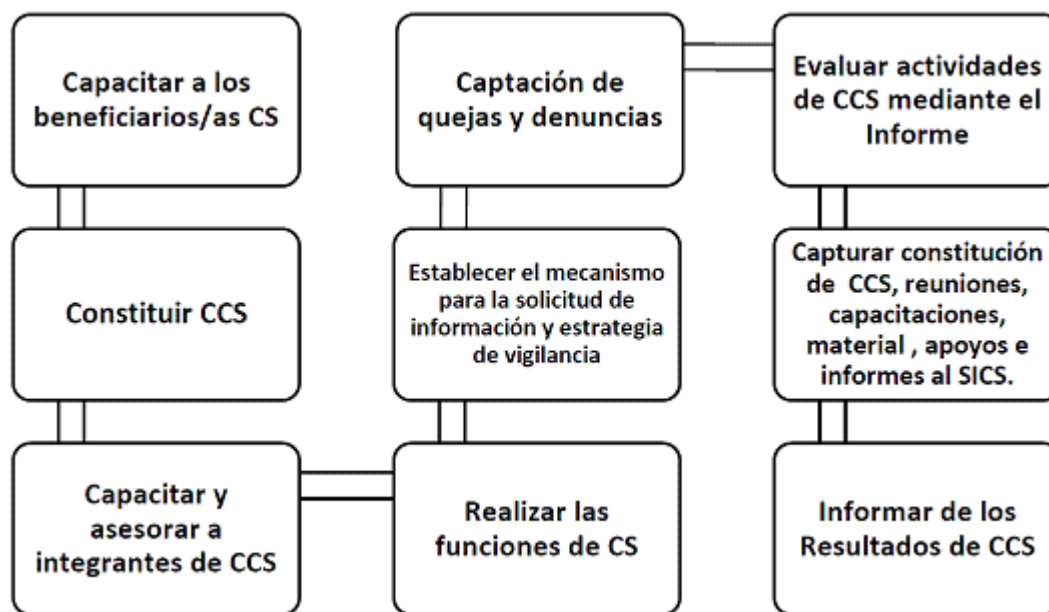 Capacitar a los
beneficiarios/as CS
Constituir CCS
Capacitar y
asesorar a
integrantes de CCS
Realizar las
funciones de CS
Establecer el mecanismo
para la solicitud de
información y estrategia
de vigilancia
Captación de
quejas y denuncias
Evaluar actividades
de CCS mediante el
Informe
Capturar constitución
de CCS, reuniones,
capacitaciones,
material , apoyos e
informes al SICS.
Informar de los
Resultados de CCS